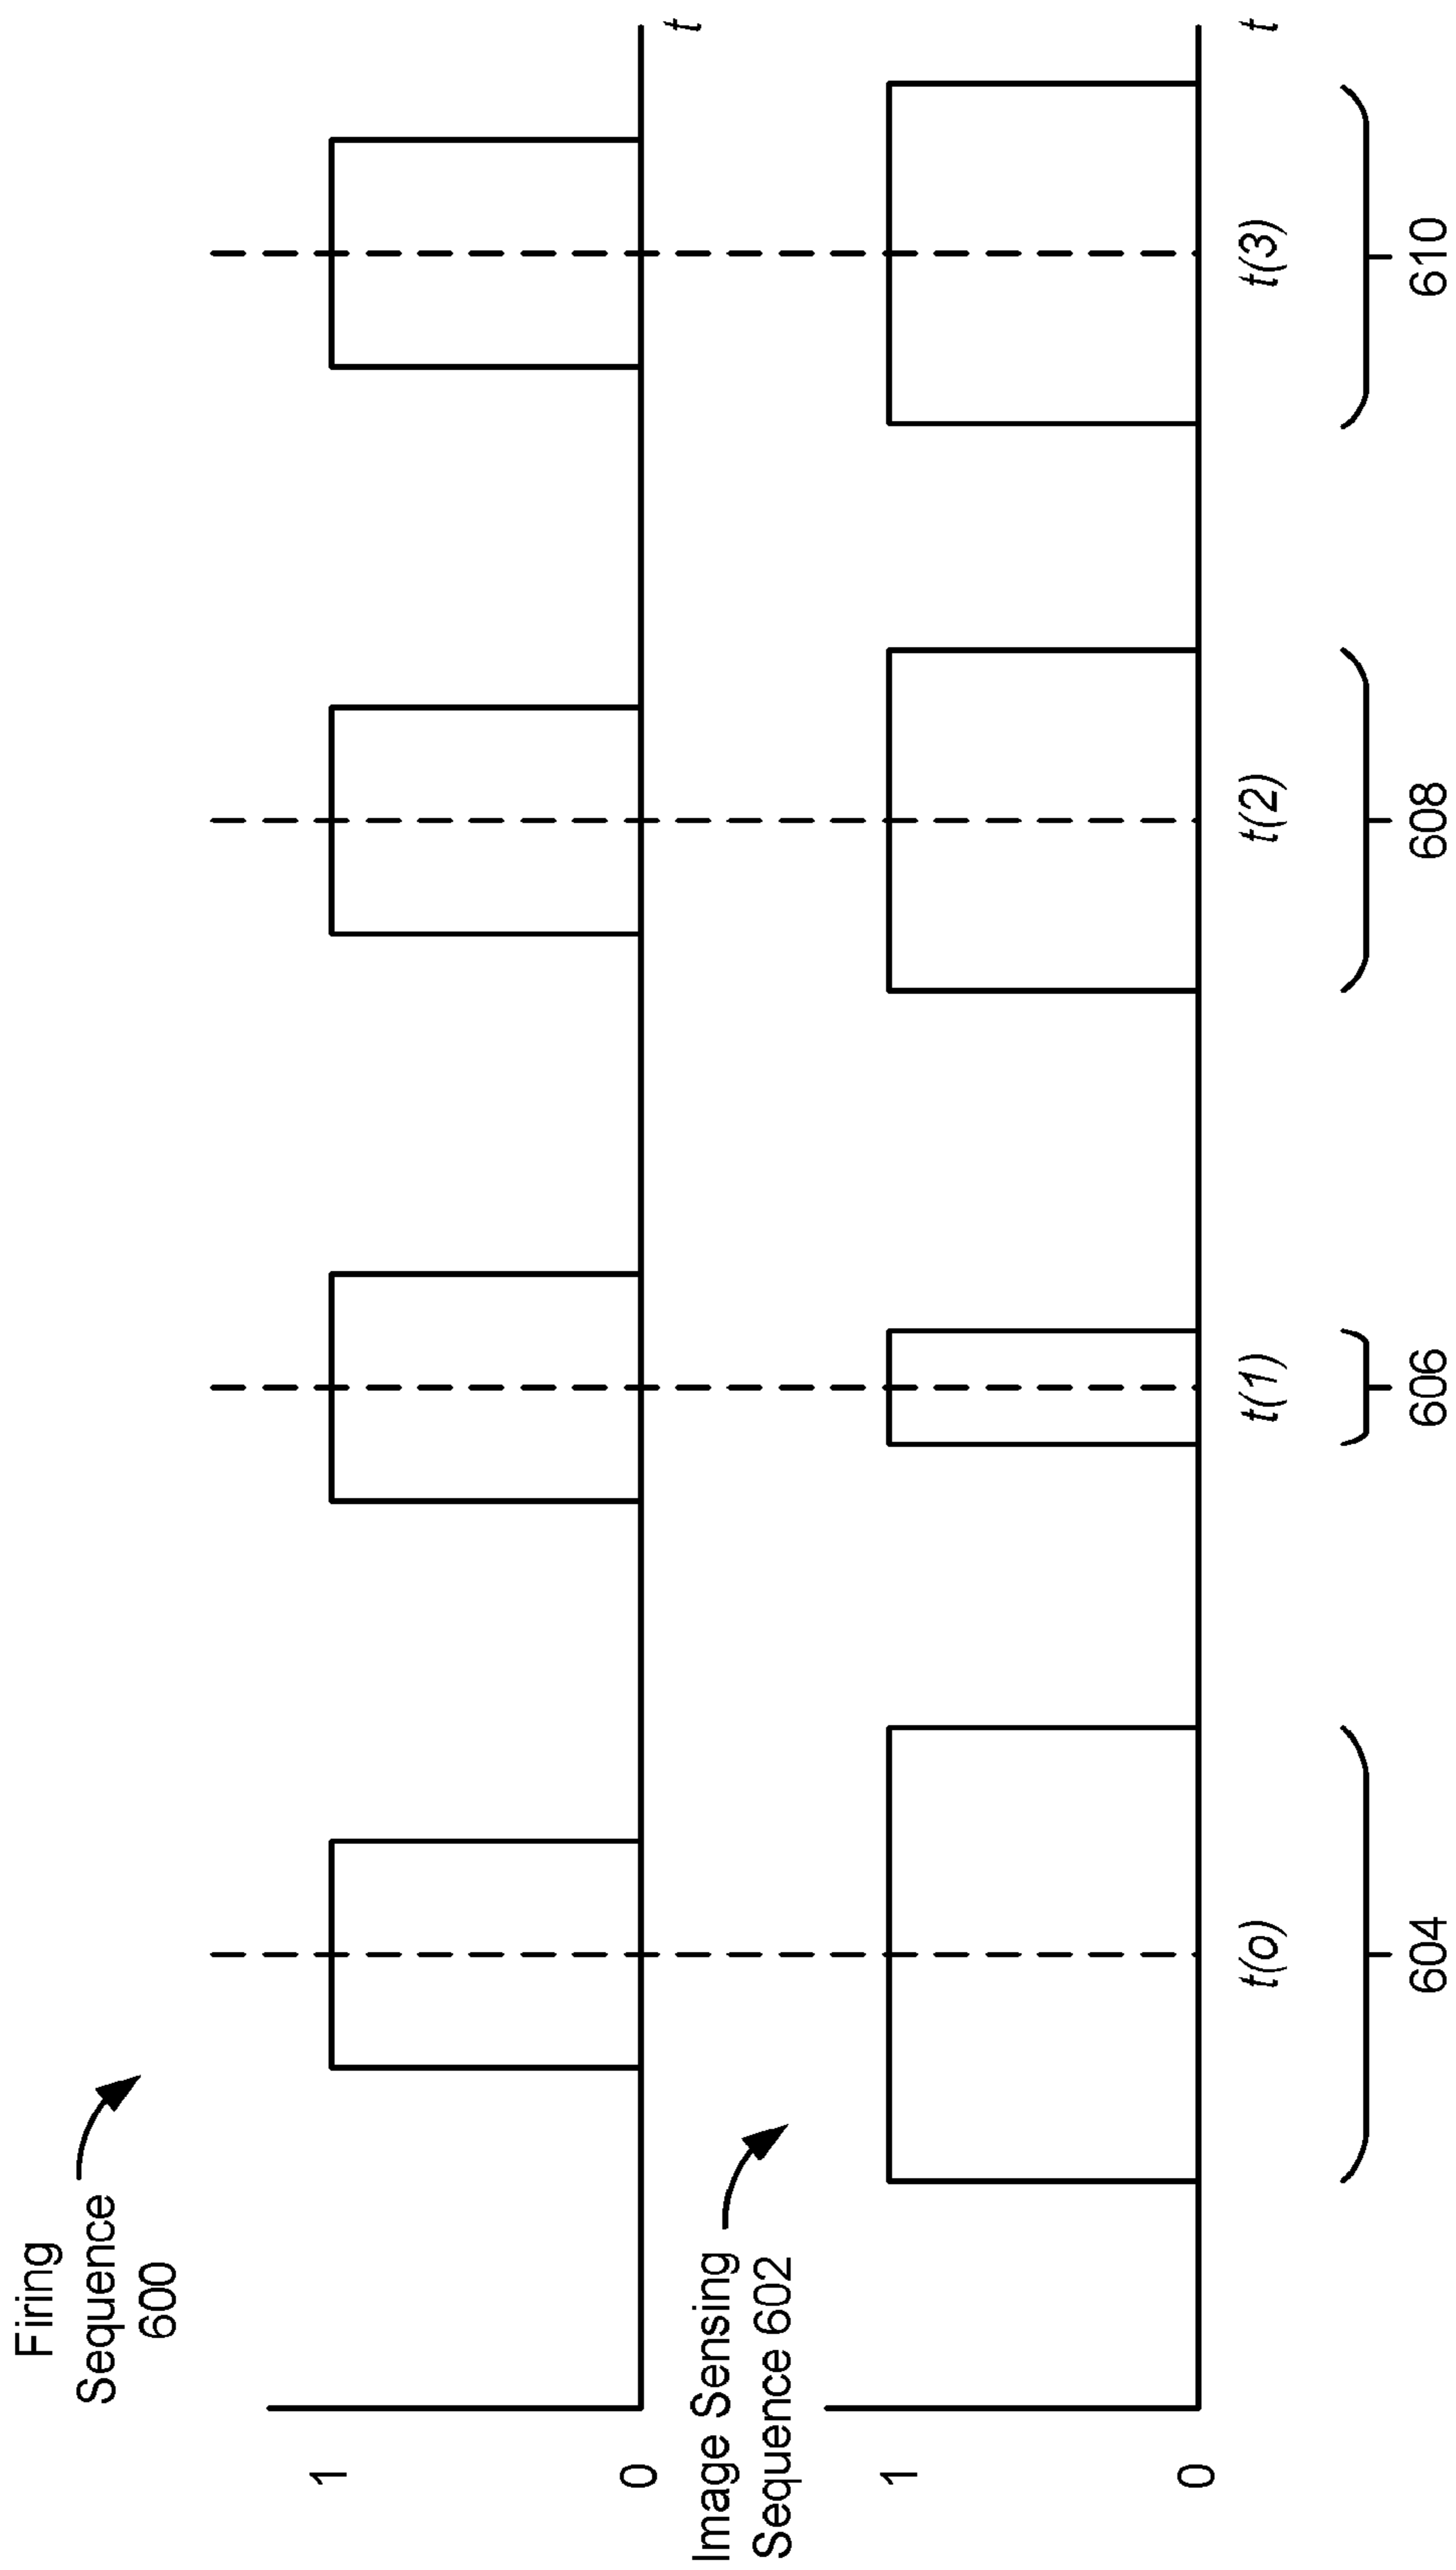 Firing
Sequence
600
1
0
t
Image Sensing
Sequence 602
1
0
t(o)
t(1)
t(2)
t(3)
t
604
606
608
610